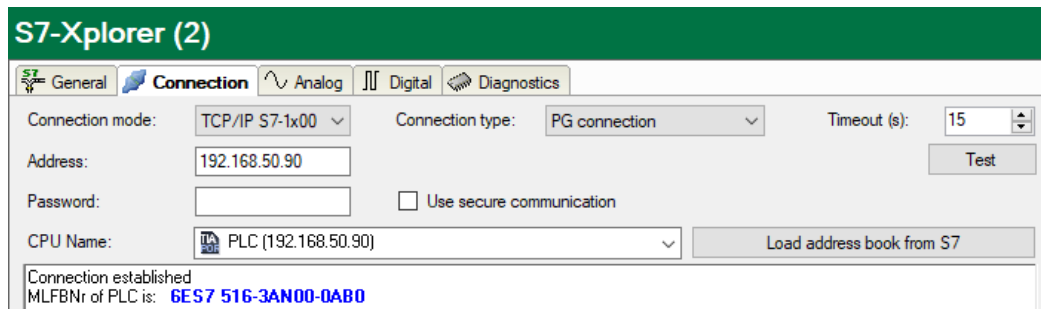 S7-Xplorer (2)
General Connection Analog Digital Diagnostics
Connection mode: TCP/IP S7-1x00 Connection type: PG connection Timeout (s): 15
Address: 192.168.50.90 Test
Password: Use secure communication
CPU Name: PLC (192.168.50.90) Load address book from S7
Connection established
MLFBNr of PLC is: 6ES7 516-3AN00-0AB0